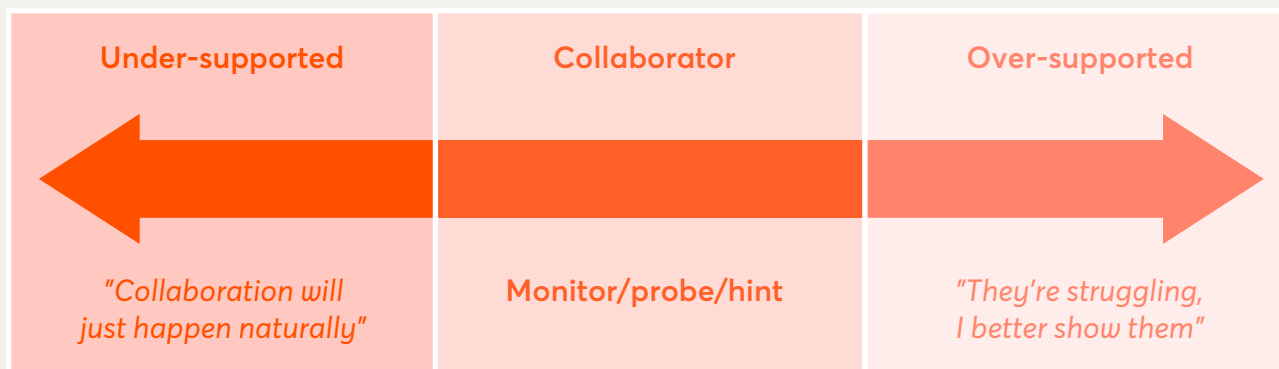 Under-supported
Collaborator
Over-supported
"Collaboration will
just happen naturally"
Monitor/probe/hint
"They're struggling,
I better show them"